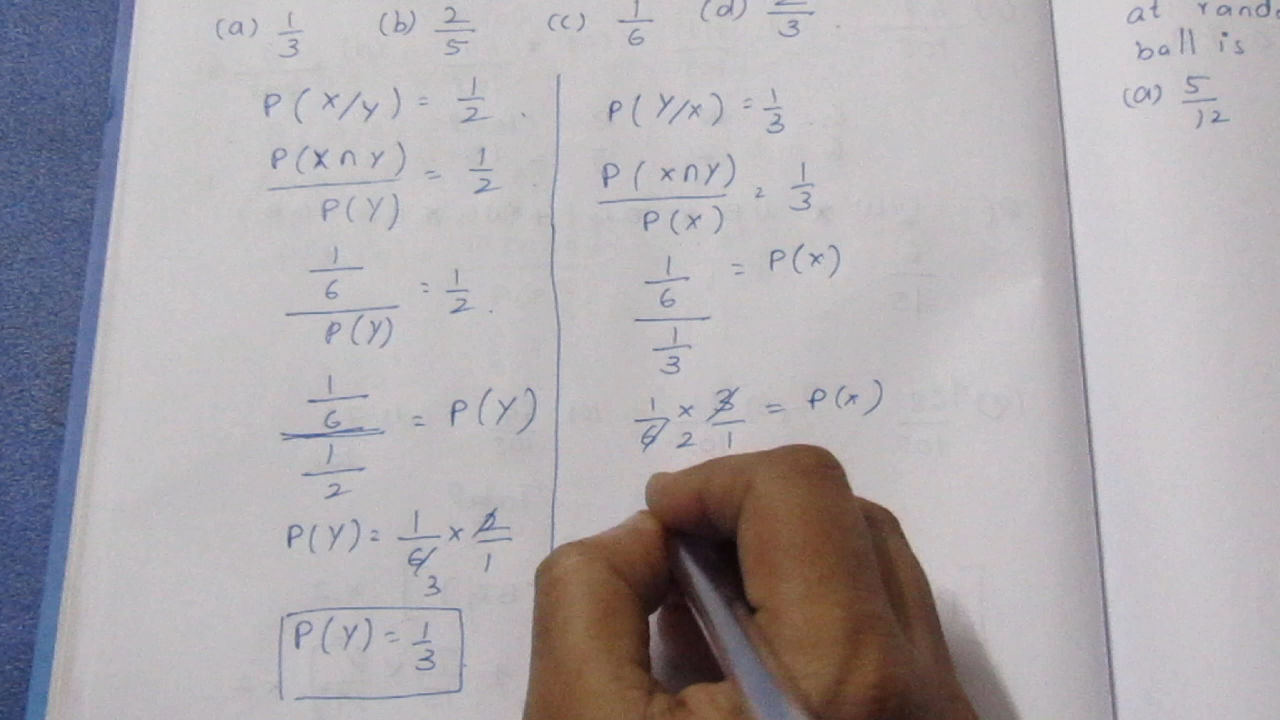 (a) 1/3 (b) 2/5 (c) 1/6 (d) 2/3
P(X/Y) = 1/2
P(X∩Y)/P(Y) = 1/2
(1/6)/P(Y) = 1/2
(1/6)/(1/2) = P(Y)
P(Y) = 1/6 × 2/1
3
P(Y) = 1/3
P(Y/X) = 1/3
P(X∩Y)/P(X) = 1/3
(1/6)/(1/3) = P(X)
1/6 × 3/1 = P(X)
2
at
ball is
(a) 5/12